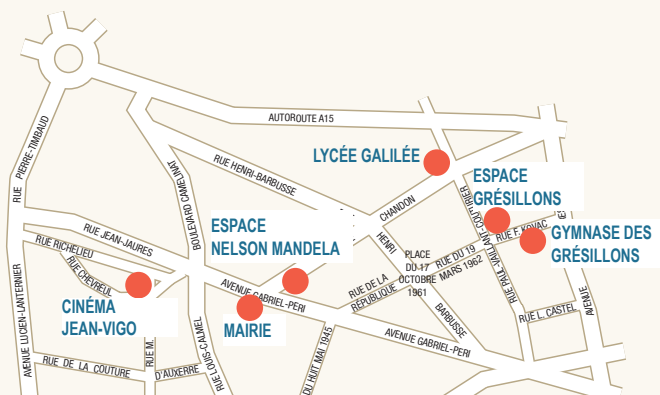 AUTOROUTE A15
RUE PIERRE-TIMBAUD
LYCÉE GALILÉE
RUE HENRI-BARBUSSE
BOULEVARD CAMELINAT
ESPACE
GRÉSILLONS
CHANDON
RUE PAUL VAILLANT-COUTURIER
RUE F. KOVAC
GYMNASE DES
GRÉSILLONS
ESPACE
NELSON MANDELA
RUE JEAN-JAURES
RUE RICHELIEU
RUE CHEVREUL
HENRI
BARBUSSE
PLACE
DU 17
OCTOBRE
1961
RUE DU 19
MARS 1962
RUE DE LA
RÉPUBLIQUE
AVENUE GABRIEL-PERI
CINÉMA
JEAN-VIGO
MAIRIE
AVENUE LUCIEN-LANTERNIER
RUE L. CASTEL
AVENUE
AVENUE GABRIEL-PERI
RUE M.
DU HUIT MAI 1945
RUE DE LA COUTURE
D'AUXERRE
RUE LOUIS-CALMEL